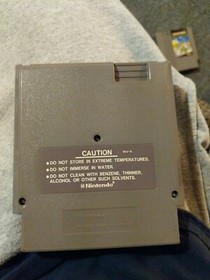 CAUTION
REV-A
•DO NOT STORE IN EXTREME TEMPERATURES.
•DO NOT IMMERSE IN WATER.
•DO NOT CLEAN WITH BENZENE, THINNER,
ALCOHOL OR OTHER SUCH SOLVENTS.
Nintendo®